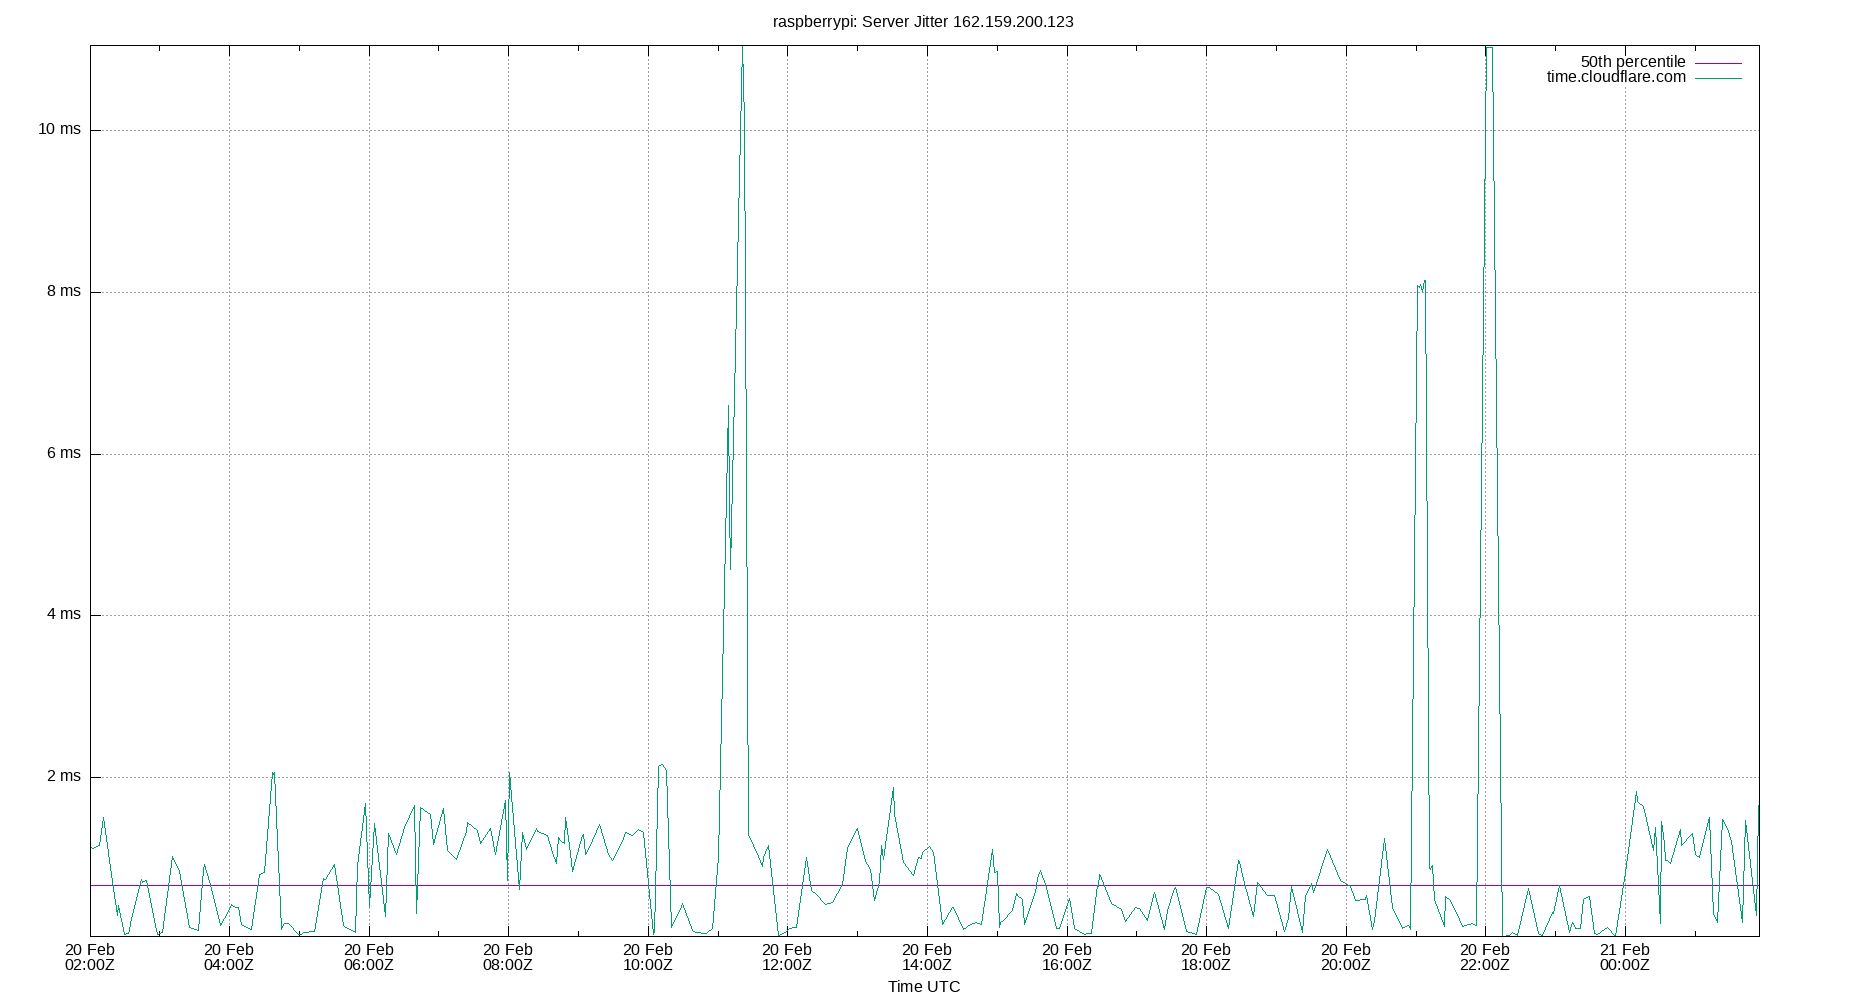 raspberrypi: Server Jitter 162.159.200.123
50th percentile
time.cloudflare.com
10 ms
8 ms
6 ms
4 ms
2 ms
20 Feb 20 Feb 20 Feb 20 Feb 20 Feb 20 Feb 20 Feb 20 Feb 20 Feb 20 Feb 20 Feb 21 Feb
02:00Z 04:00Z 06:00Z 08:00Z 10:00Z 12:00Z 14:00Z 16:00Z 18:00Z 20:00Z 22:00Z 00:00Z
Time UTC